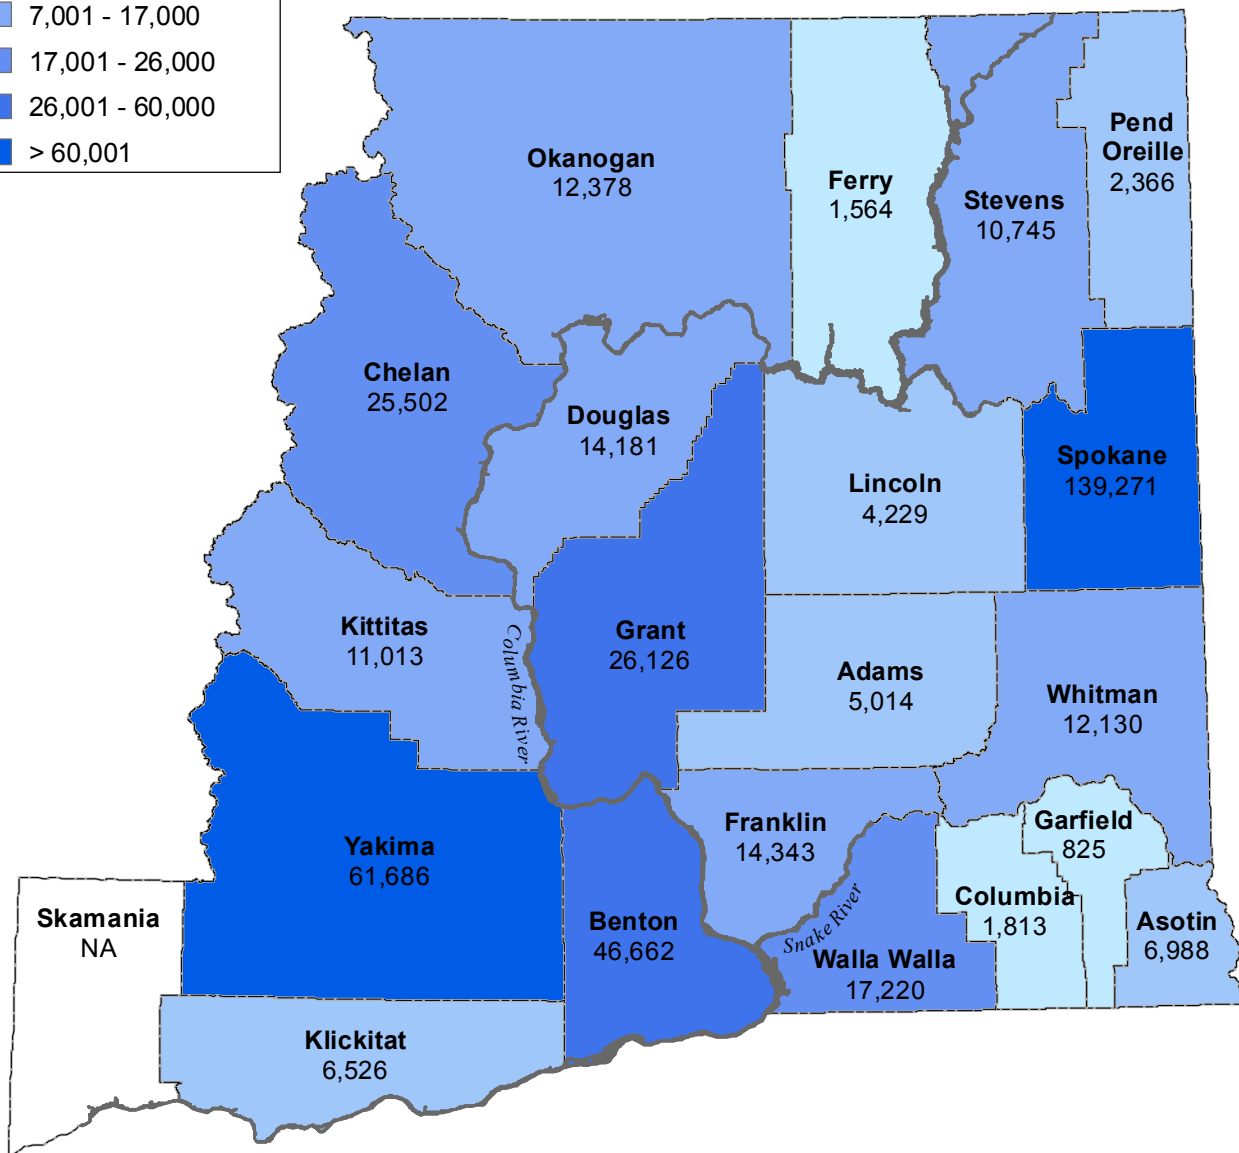 7,001 - 17,000
17,001 - 26,000
26,001 - 60,000
> 60,001
Okanogan
12,378
Ferry
1,564
Stevens
10,745
Pend
Oreille
2,366
Chelan
25,502
Douglas
14,181
Lincoln
4,229
Spokane
139,271
Kittitas
11,013
Columbia River
Grant
26,126
Adams
5,014
Whitman
12,130
Yakima
61,686
Franklin
14,343
Garfield
825
Skamania
NA
Benton
46,662
Snake River
Walla Walla
17,220
Columbia
1,813
Asotin
6,988
Klickitat
6,526